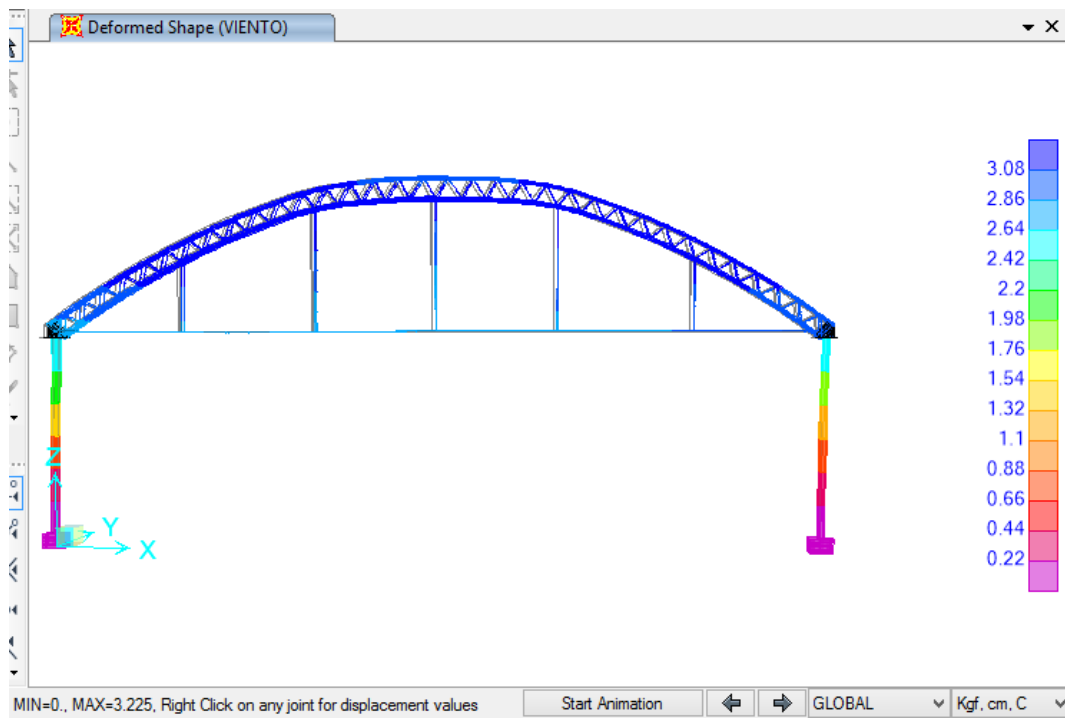 Deformed Shape (VIENTO)
3.08
2.86
2.64
2.42
2.2
1.98
1.76
1.54
1.32
1.1
0.88
0.66
0.44
0.22
Z
Y
X
MIN=0., MAX=3.225, Right Click on any joint for displacement values
Start Animation
GLOBAL
Kgf, cm, C